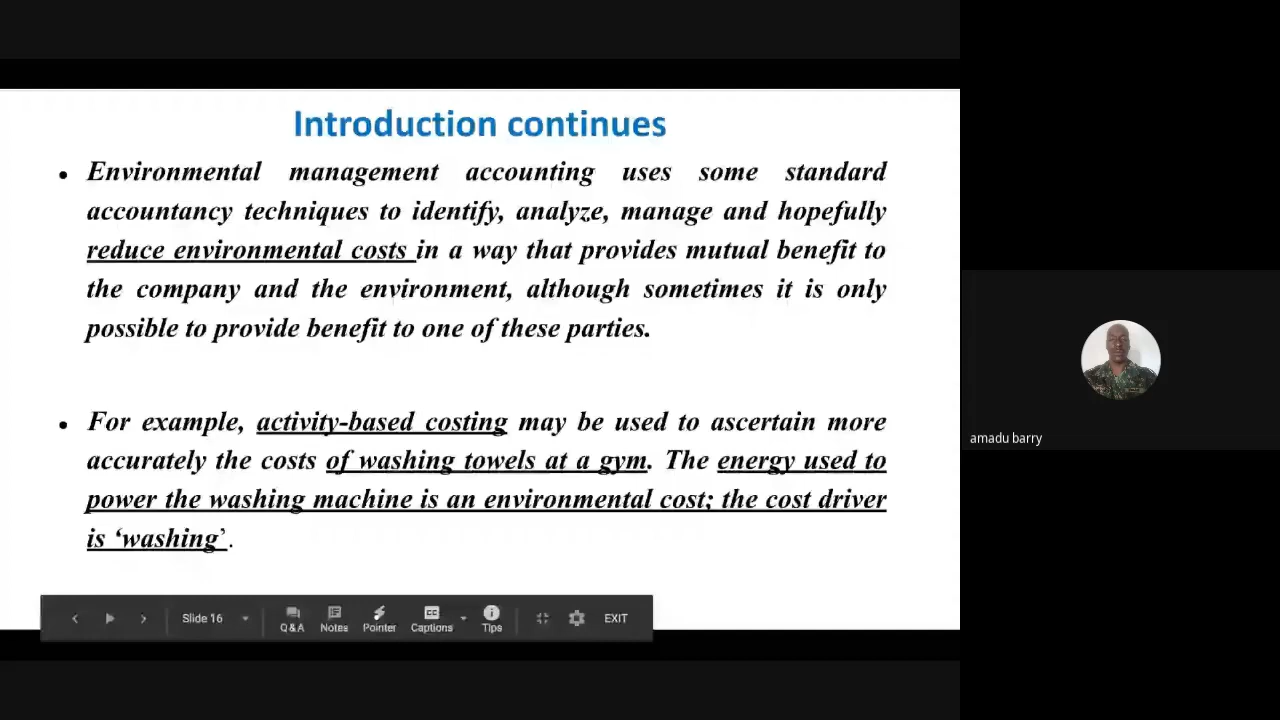 Introduction continues
• Environmental management accounting uses some standard
accountancy techniques to identify, analyze, manage and hopefully
reduce environmental costs in a way that provides mutual benefit to
the company and the environment, although sometimes it is only
possible to provide benefit to one of these parties.
• For example, activity-based costing may be used to ascertain more
accurately the costs of washing towels at a gym. The energy used to
power the washing machine is an environmental cost; the cost driver
is ‘washing’.
amadu barry
Slide 16
Q&A Notes Pointer Captions Tips EXIT
CC